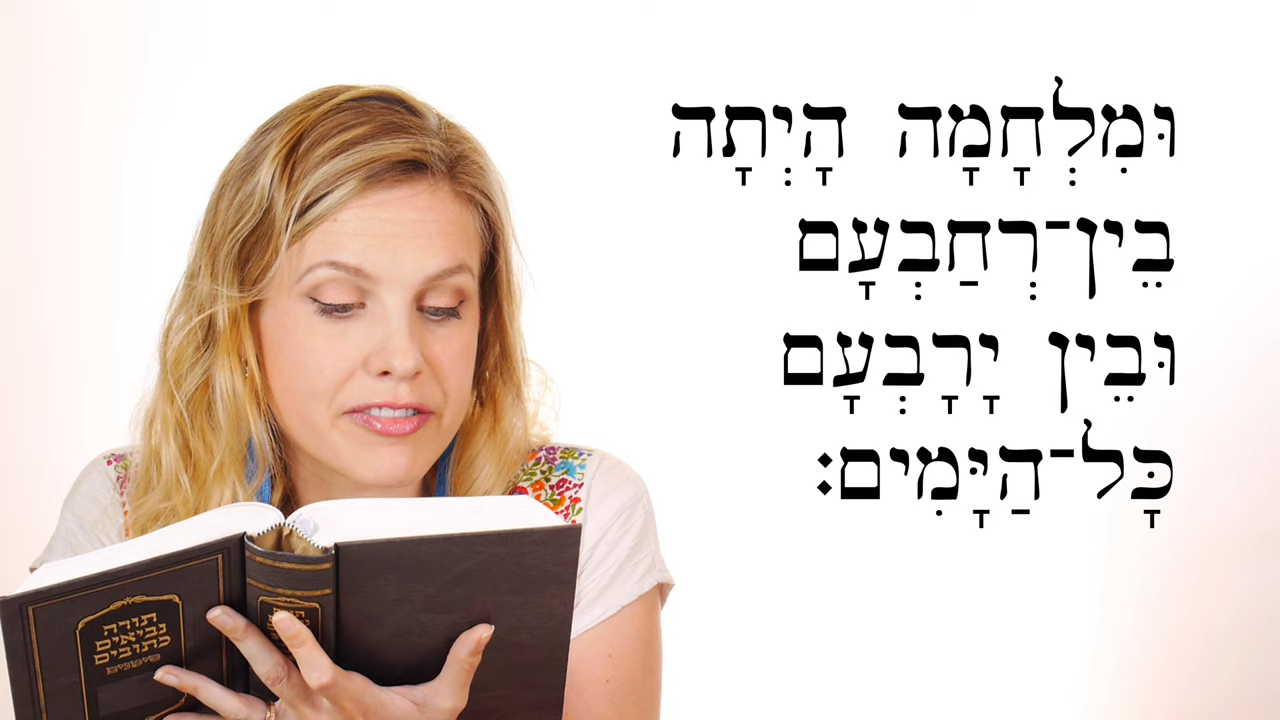 וּמִלְחָמָה הָיְתָה
בֵּין־רְחַבְעָם
וּבֵין יָרָבְעָם
כָּל־הַיָּמִים׃
תורה
נביאים
כתובים